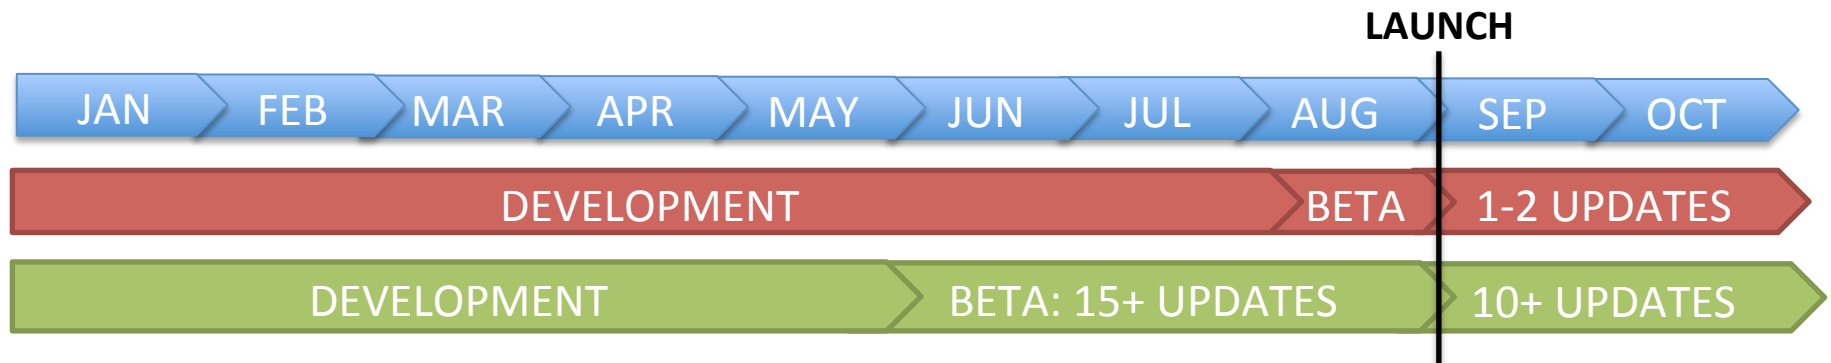 LAUNCH
JAN FEB MAR APR MAY JUN JUL AUG SEP OCT
DEVELOPMENT BETA 1-2 UPDATES
DEVELOPMENT BETA: 15+ UPDATES 10+ UPDATES